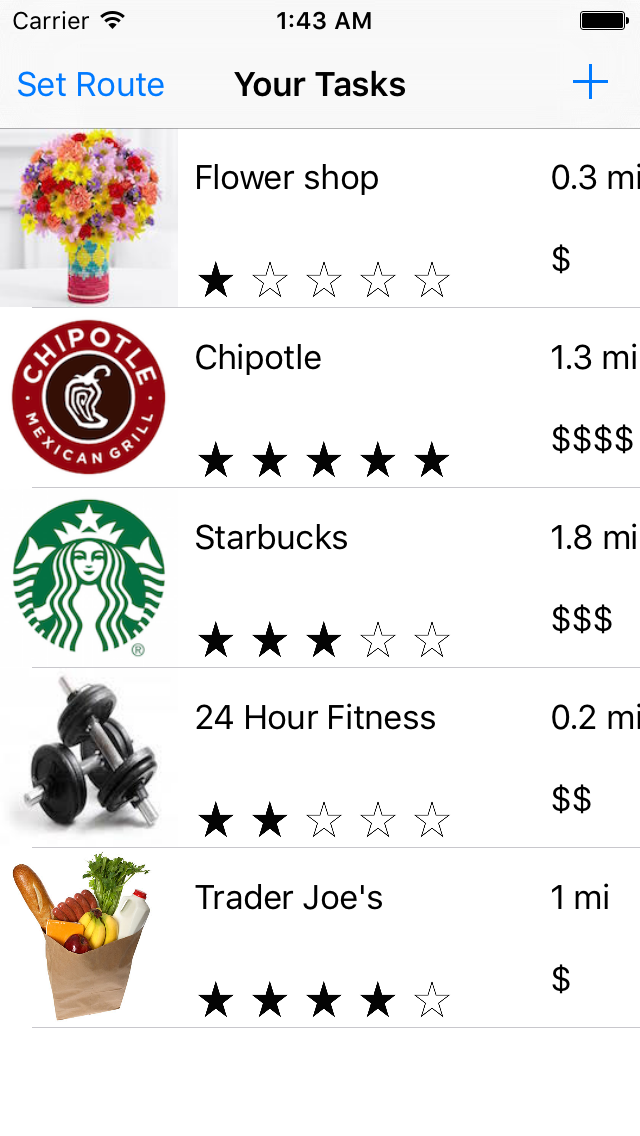 Carrier 1:43 AM
Set Route Your Tasks +
Flower shop 0.3 mi
$
CHIPOTLE
MEXICAN GRILL
Chipotle 1.3 mi
$$$$
Starbucks 1.8 mi
$$$
®
24 Hour Fitness 0.2 mi
$$
Trader Joe's 1 mi
$